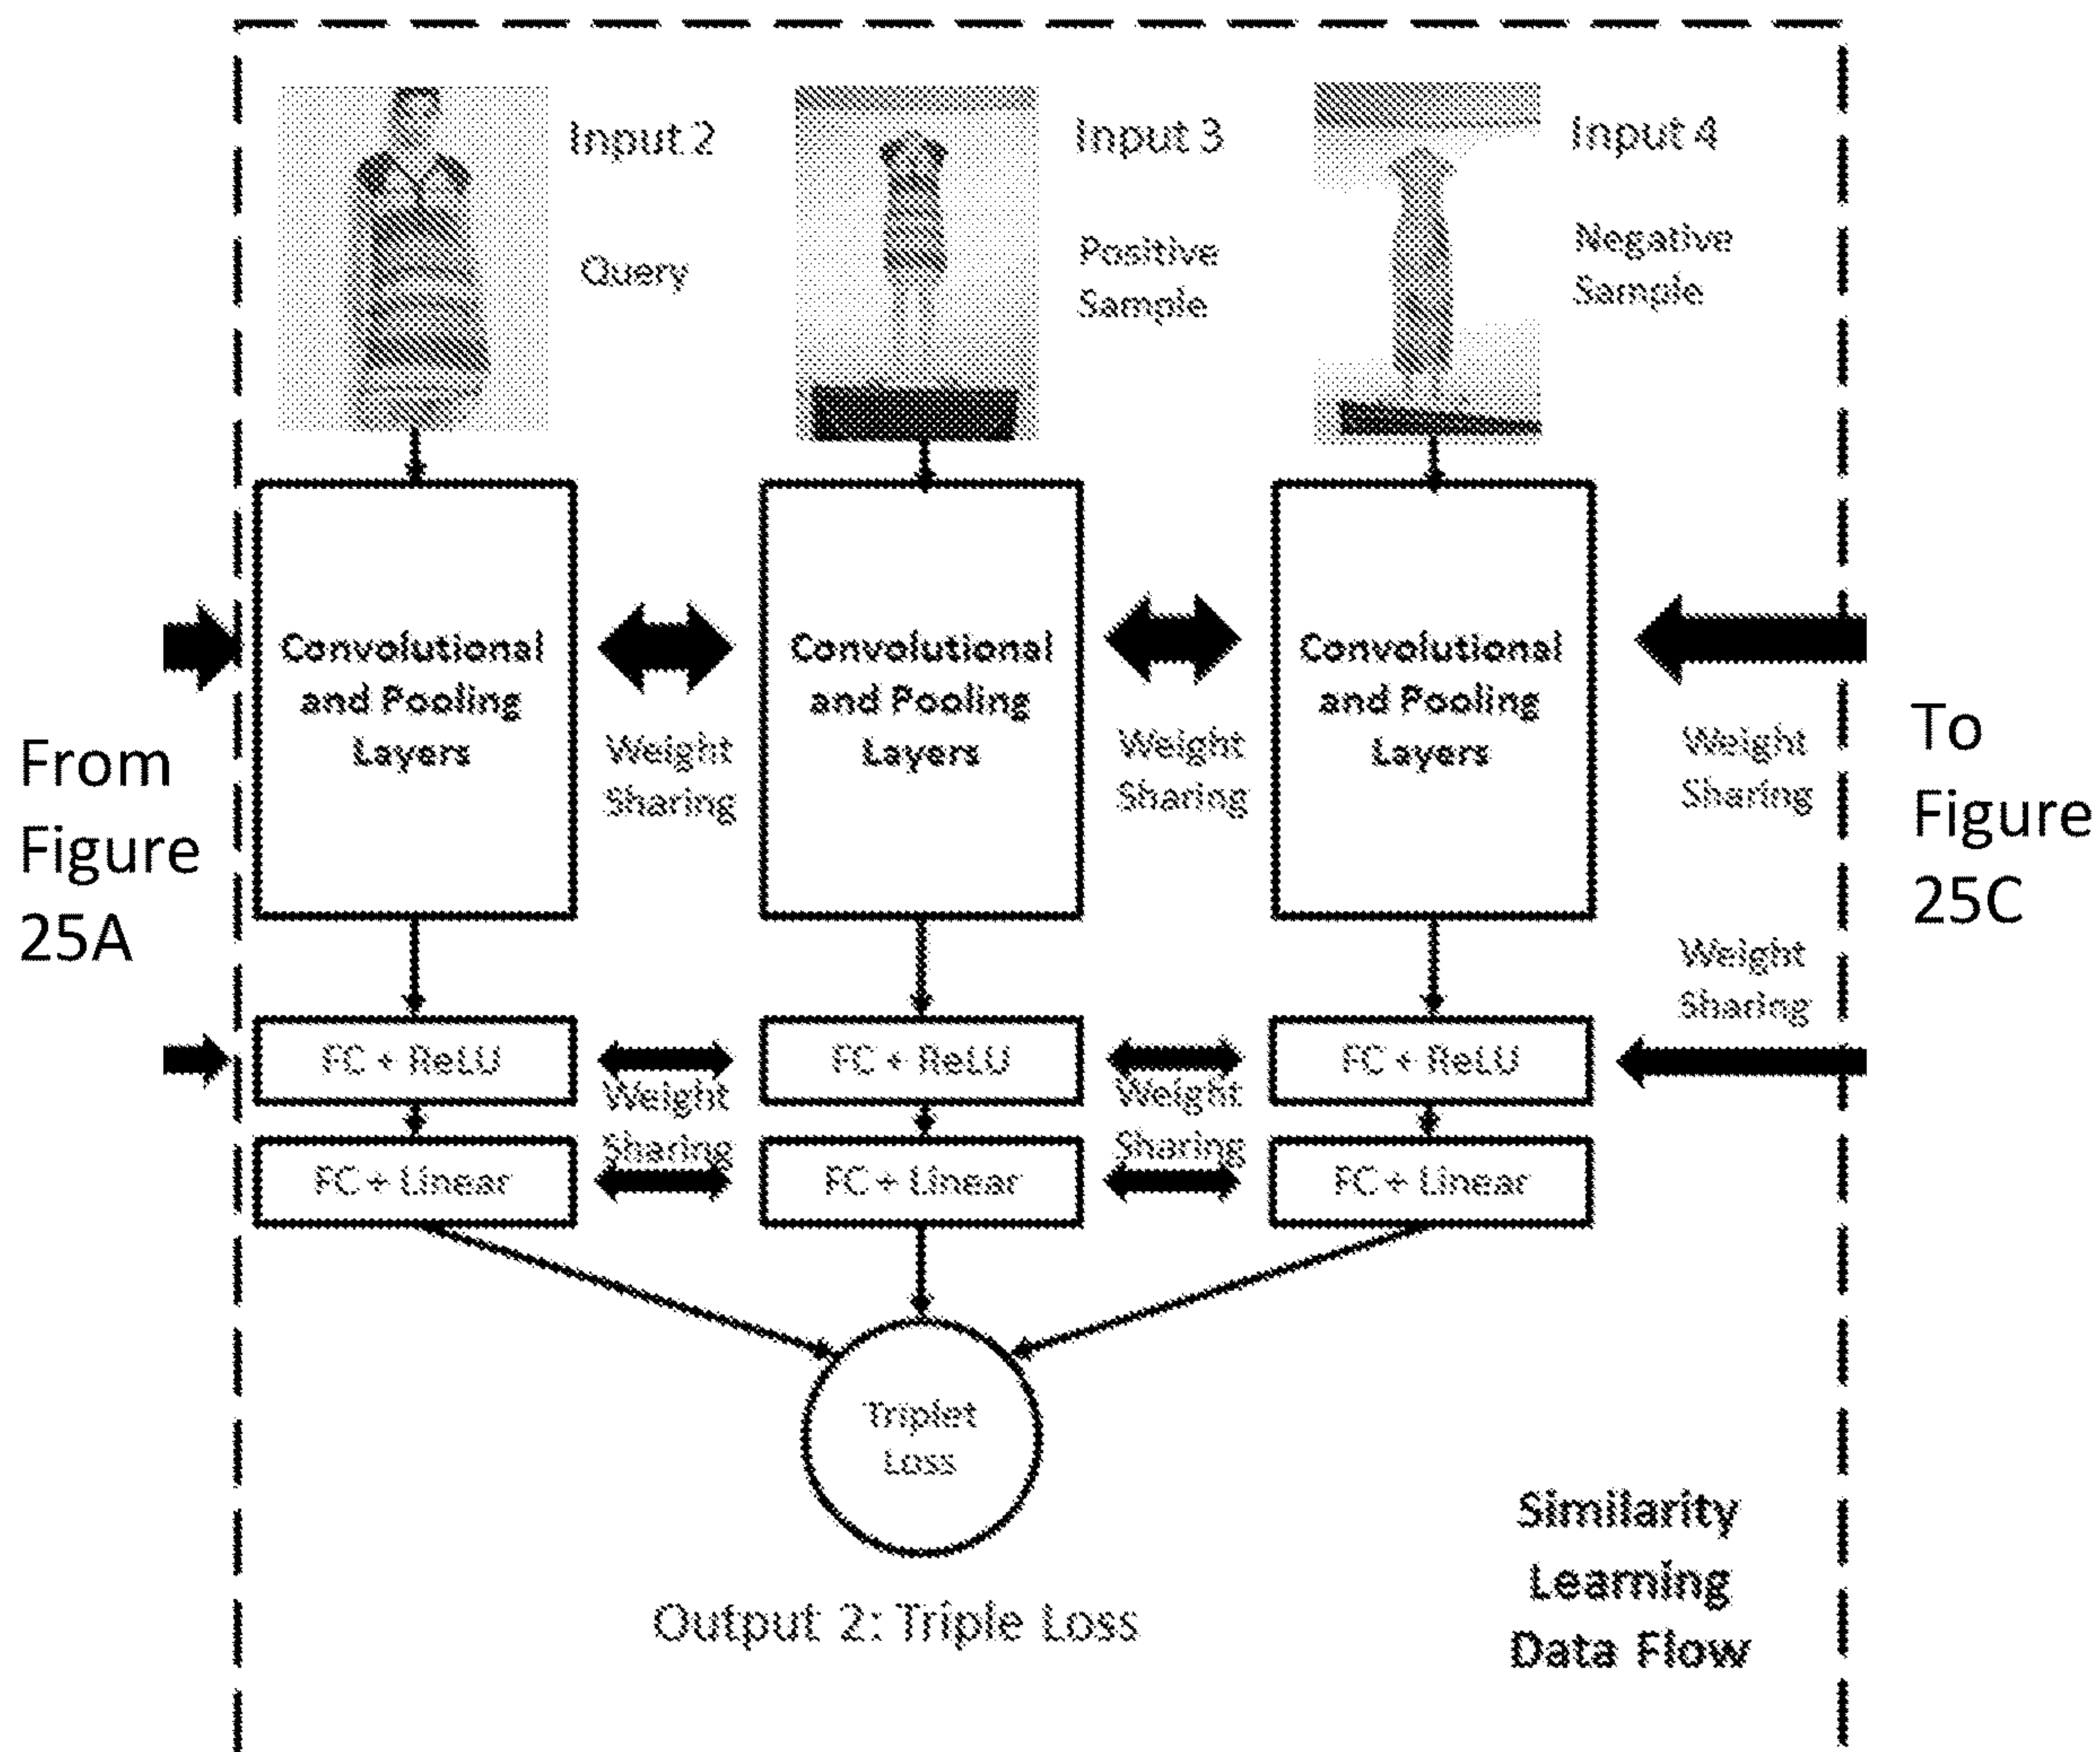 Input 2
Query
Input 3
Positive
Sample
Input 4
Negative
Sample
From
Figure
25A
Convolutional
and Pooling
Layers
Weight
Sharing
Convolutional
and Pooling
Layers
Weight
Sharing
Convolutional
and Pooling
Layers
Weight
Sharing
To
Figure
25C
Weight
Sharing
FC + ReLU
FC + ReLU
FC + ReLU
Weight
Sharing
Weight
Sharing
FC + Linear
FC + Linear
FC + Linear
Triplet
Loss
Output 2: Triple Loss
Similarity
Learning
Data Flow